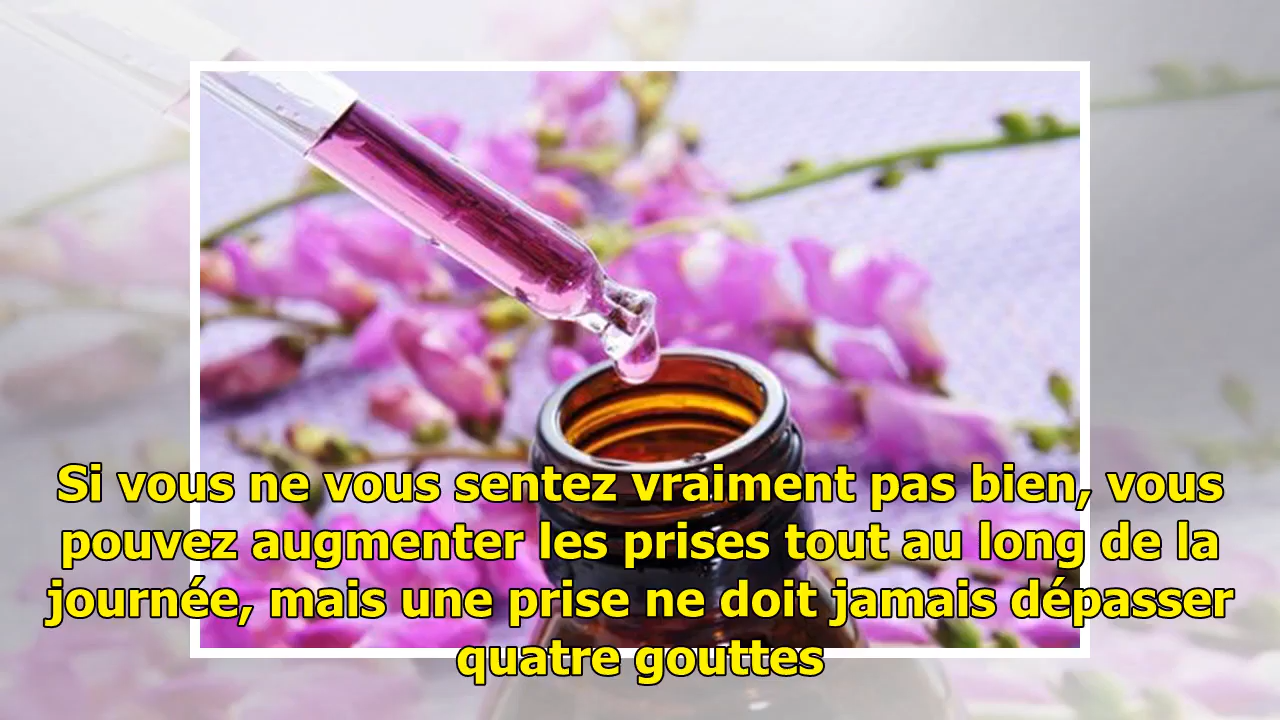 Si vous ne vous sentez vraiment pas bien, vous
pouvez augmenter les prises tout au long de la
journée, mais une prise ne doit jamais dépasser
quatre gouttes